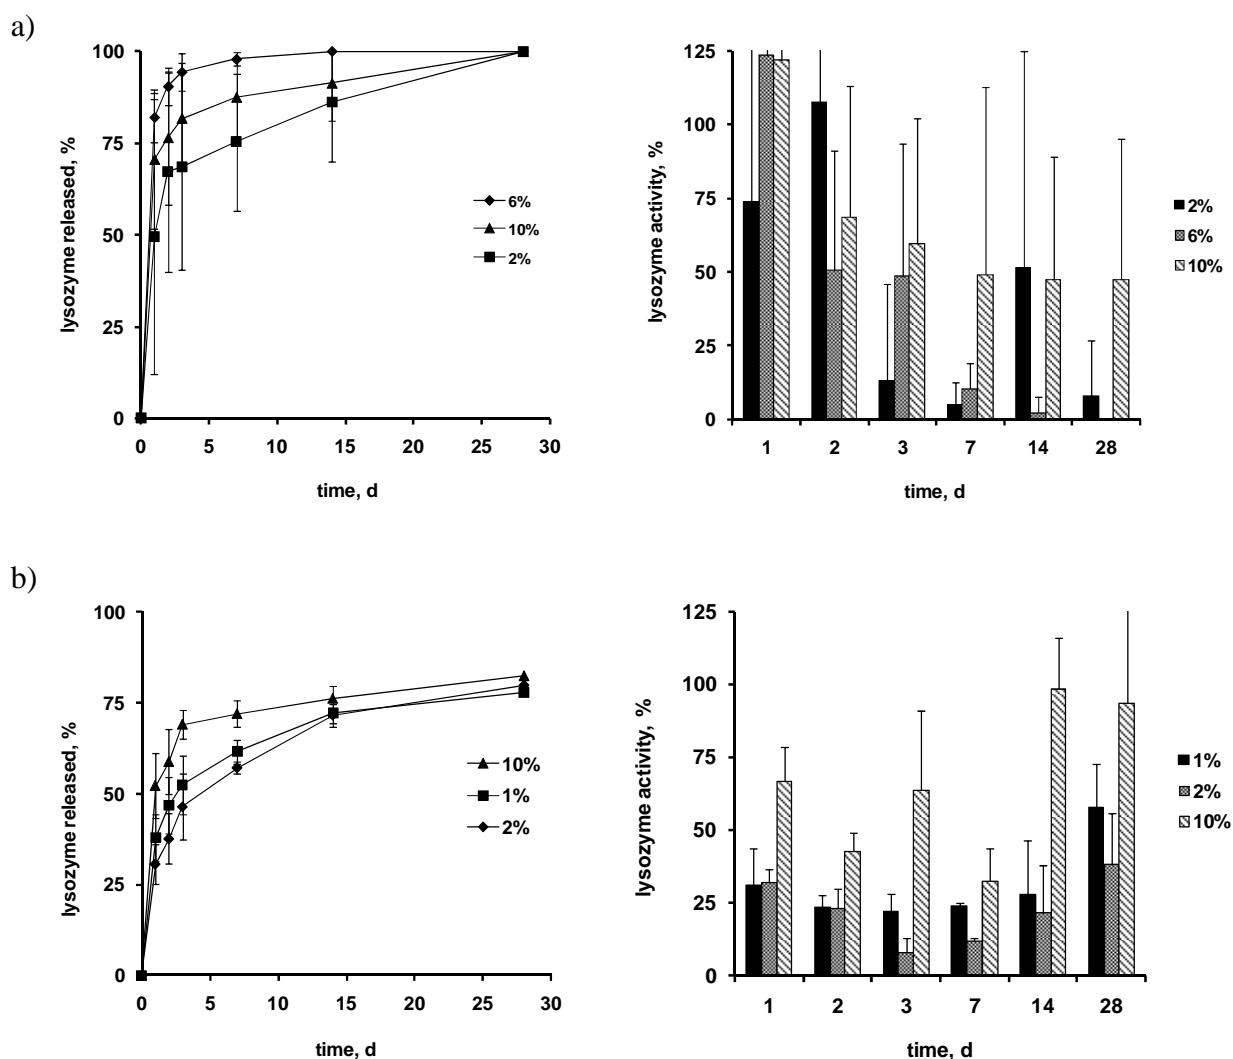 a)
100
75
50
25
0
lysozyme released, %
0 5 10 15 20 25 30
time, d
6%
10%
2%
125
100
75
50
25
0
lysozyme activity, %
1 2 3 7 14 28
time, d
2%
6%
10%
b)
100
75
50
25
0
lysozyme released, %
0 5 10 15 20 25 30
time, d
10%
1%
2%
125
100
75
50
25
0
lysozyme activity, %
1 2 3 7 14 28
time, d
1%
2%
10%